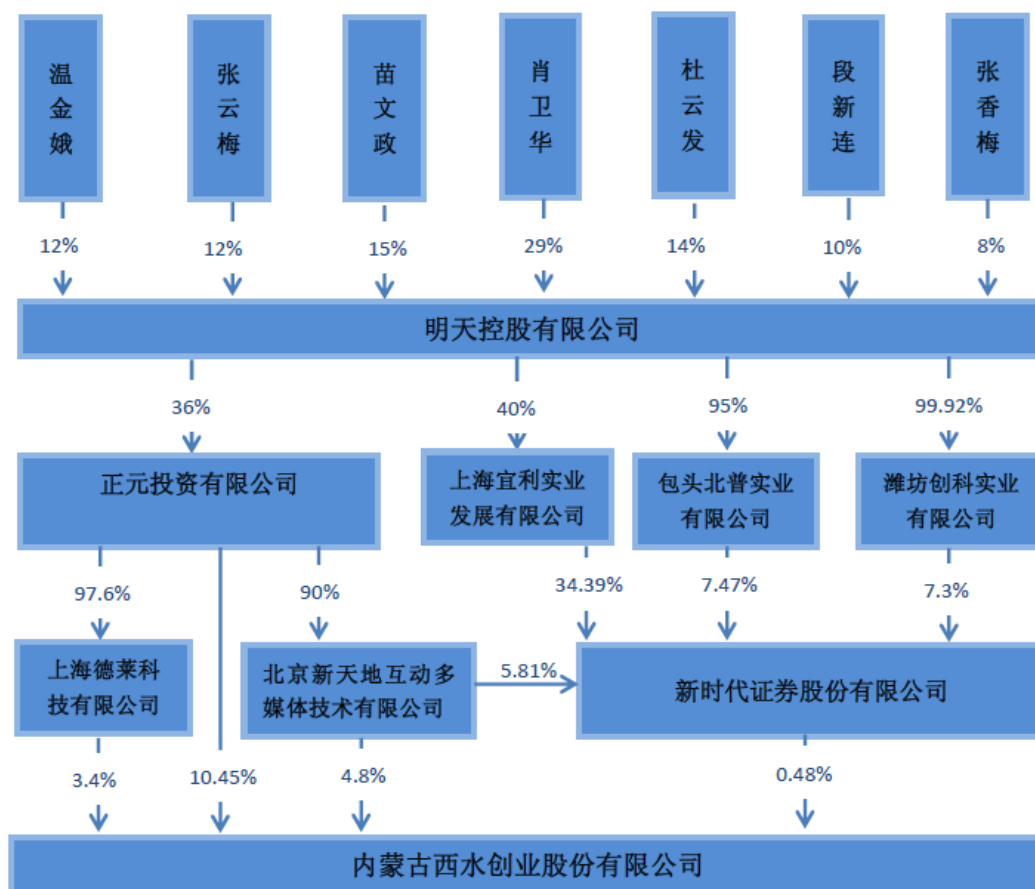 温金娥
张云梅
苗文政
肖卫华
杜云发
段新连
张香梅
12%
12%
15%
29%
14%
10%
8%
明天控股有限公司
36%
40%
95%
99.92%
正元投资有限公司
上海宜利实业
发展有限公司
包头北普实业
有限公司
潍坊创科实业
有限公司
97.6%
90%
34.39%
7.47%
7.3%
上海德莱科
技有限公司
北京新天地互动多
媒体技术有限公司
5.81%
新时代证券股份有限公司
3.4%
10.45%
4.8%
0.48%
内蒙古西水创业股份有限公司